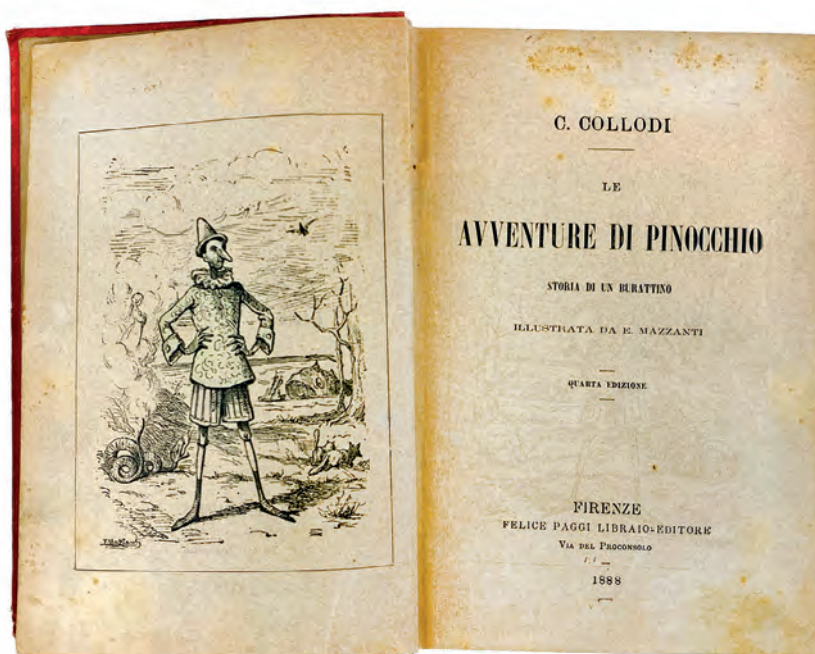 C. COLLODI
LE
AVVENTURE DI PINOCCHIO
STORIA DI UN BURATTINO
ILLUSTRATA DA E. MAZZANTI
QUARTA EDIZIONE
FIRENZE
FELICE PAGGI LIBRAIO-EDITORE
VIA DEL PROCONSOLO
1888